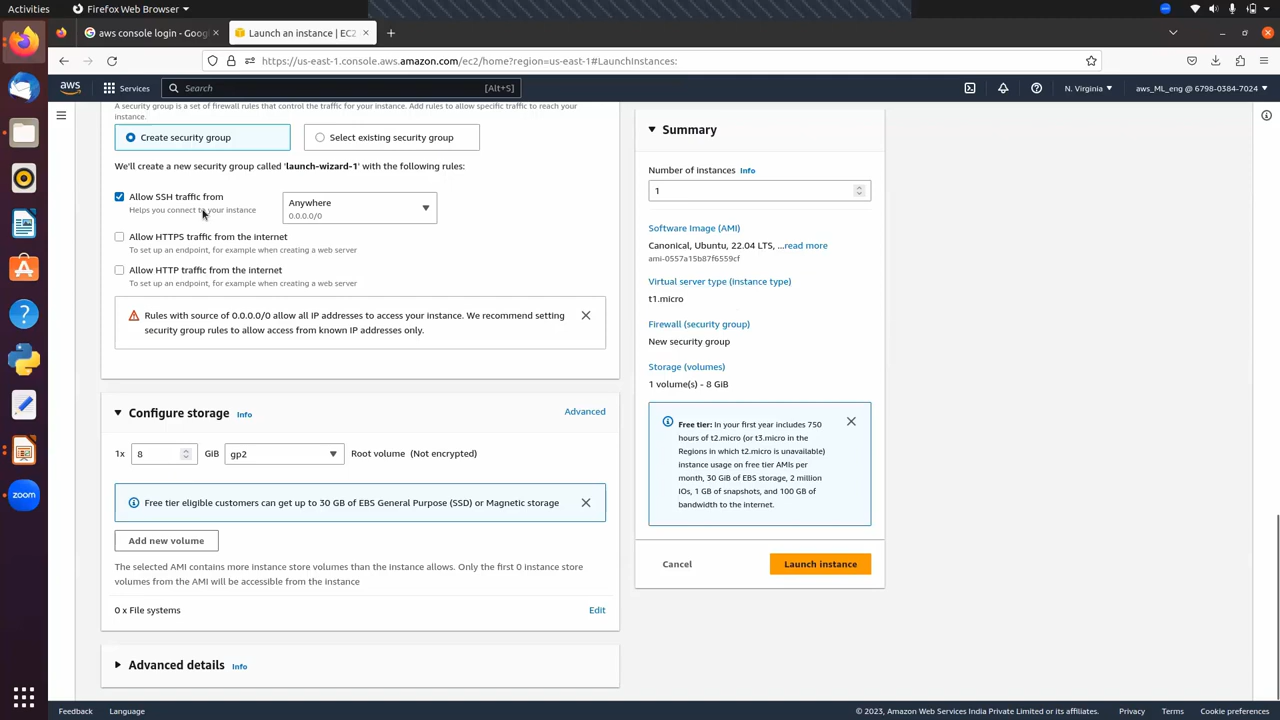 Activities
Firefox Web Browser
aws console login - Goog
Launch an instance | EC2
https://us-east-1.console.aws.amazon.com/ec2/home?region=us-east-1#LaunchInstances:
aws
Services
Search
[Alt+S]
N. Virginia
aws_ML_eng @ 6798-0384-7024
A security group is a set of firewall rules that control the traffic for your instance. Add rules to allow specific traffic to reach your
instance.
Create security group
Select existing security group
We'll create a new security group called 'launch-wizard-1' with the following rules:
Allow SSH traffic from
Helps you connect to your instance
Anywhere
0.0.0.0/0
Allow HTTPS traffic from the internet
To set up an endpoint, for example when creating a web server
Allow HTTP traffic from the internet
To set up an endpoint, for example when creating a web server
Rules with source of 0.0.0.0/0 allow all IP addresses to access your instance. We recommend setting
security group rules to allow access from known IP addresses only.
Configure storage
Info
Advanced
1x
8
GiB
gp2
Root volume (Not encrypted)
Free tier eligible customers can get up to 30 GB of EBS General Purpose (SSD) or Magnetic storage
Add new volume
The selected AMI contains more instance store volumes than the instance allows. Only the first 0 instance store
volumes from the AMI will be accessible from the instance
0 x File systems
Edit
Advanced details
Info
Summary
Number of instances
Info
1
Software Image (AMI)
Canonical, Ubuntu, 22.04 LTS, ...read more
ami-0557a15b87f6559cf
Virtual server type (instance type)
t1.micro
Firewall (security group)
New security group
Storage (volumes)
1 volume(s) - 8 GiB
Free tier: In your first year includes 750
hours of t2.micro (or t3.micro in the
Regions in which t2.micro is unavailable)
instance usage on free tier AMIs per
month, 30 GiB of EBS storage, 2 million
IOs, 1 GB of snapshots, and 100 GB of
bandwidth to the internet.
Cancel
Launch instance
zoom
Feedback
Language
© 2023, Amazon Web Services India Private Limited or its affiliates.
Privacy
Terms
Cookie preferences